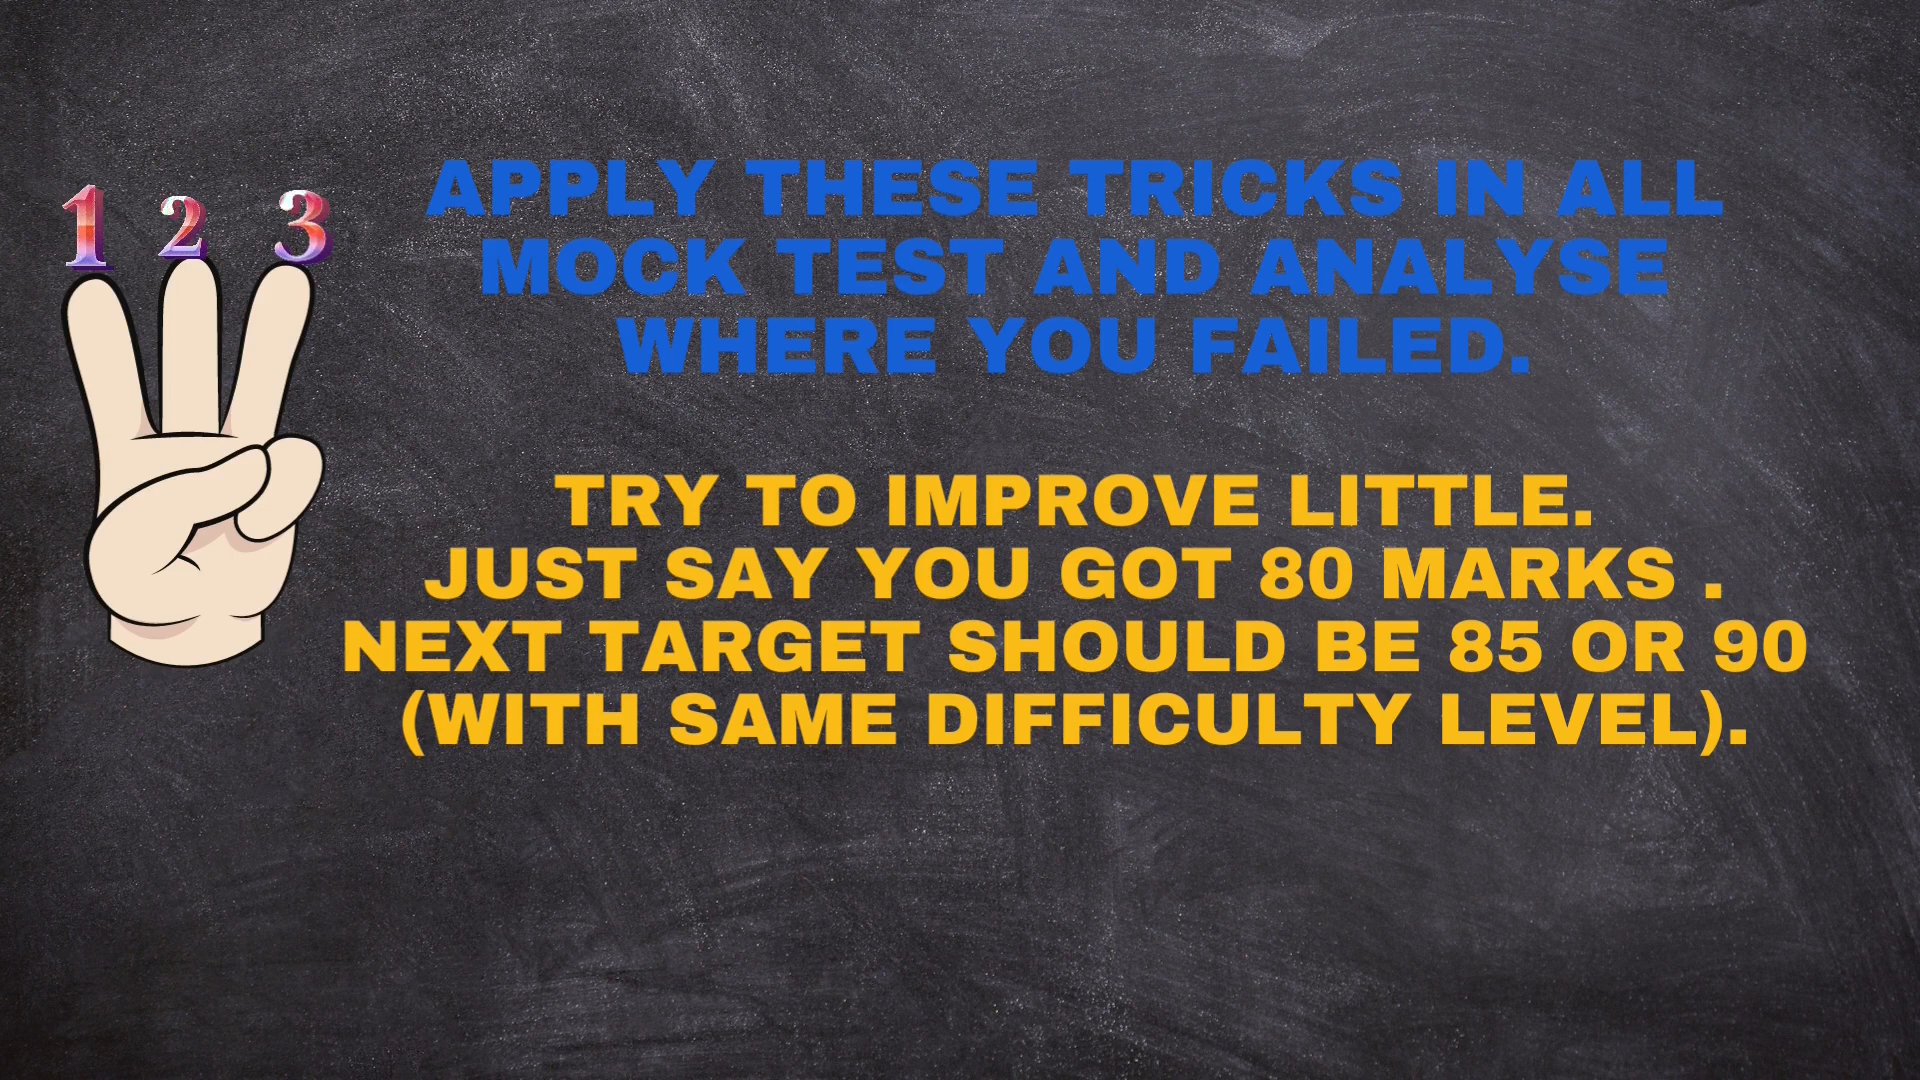 1 2 3
APPLY THESE TRICKS IN ALL
MOCK TEST AND ANALYSE
WHERE YOU FAILED.
TRY TO IMPROVE LITTLE.
JUST SAY YOU GOT 80 MARKS .
NEXT TARGET SHOULD BE 85 OR 90
(WITH SAME DIFFICULTY LEVEL).